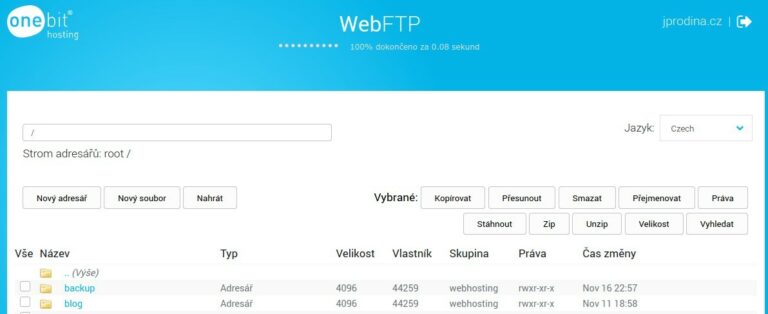 onebit®
hosting
WebFTP
100% dokončeno za 0.08 sekund
jprodina.cz |
/
Jazyk: Czech
Strom adresářů: root /
Nový adresář Nový soubor Nahrát Vybrané: Kopírovat Přesunout Smazat Přejmenovat Práva
Stáhnout Zip Unzip Velikost Vyhledat
Vše Název Typ Velikost Vlastník Skupina Práva Čas změny
.. (Výše)
backup Adresář 4096 44259 webhosting rwxr-xr-x Nov 16 22:57
blog Adresář 4096 44259 webhosting rwxr-xr-x Nov 11 18:58